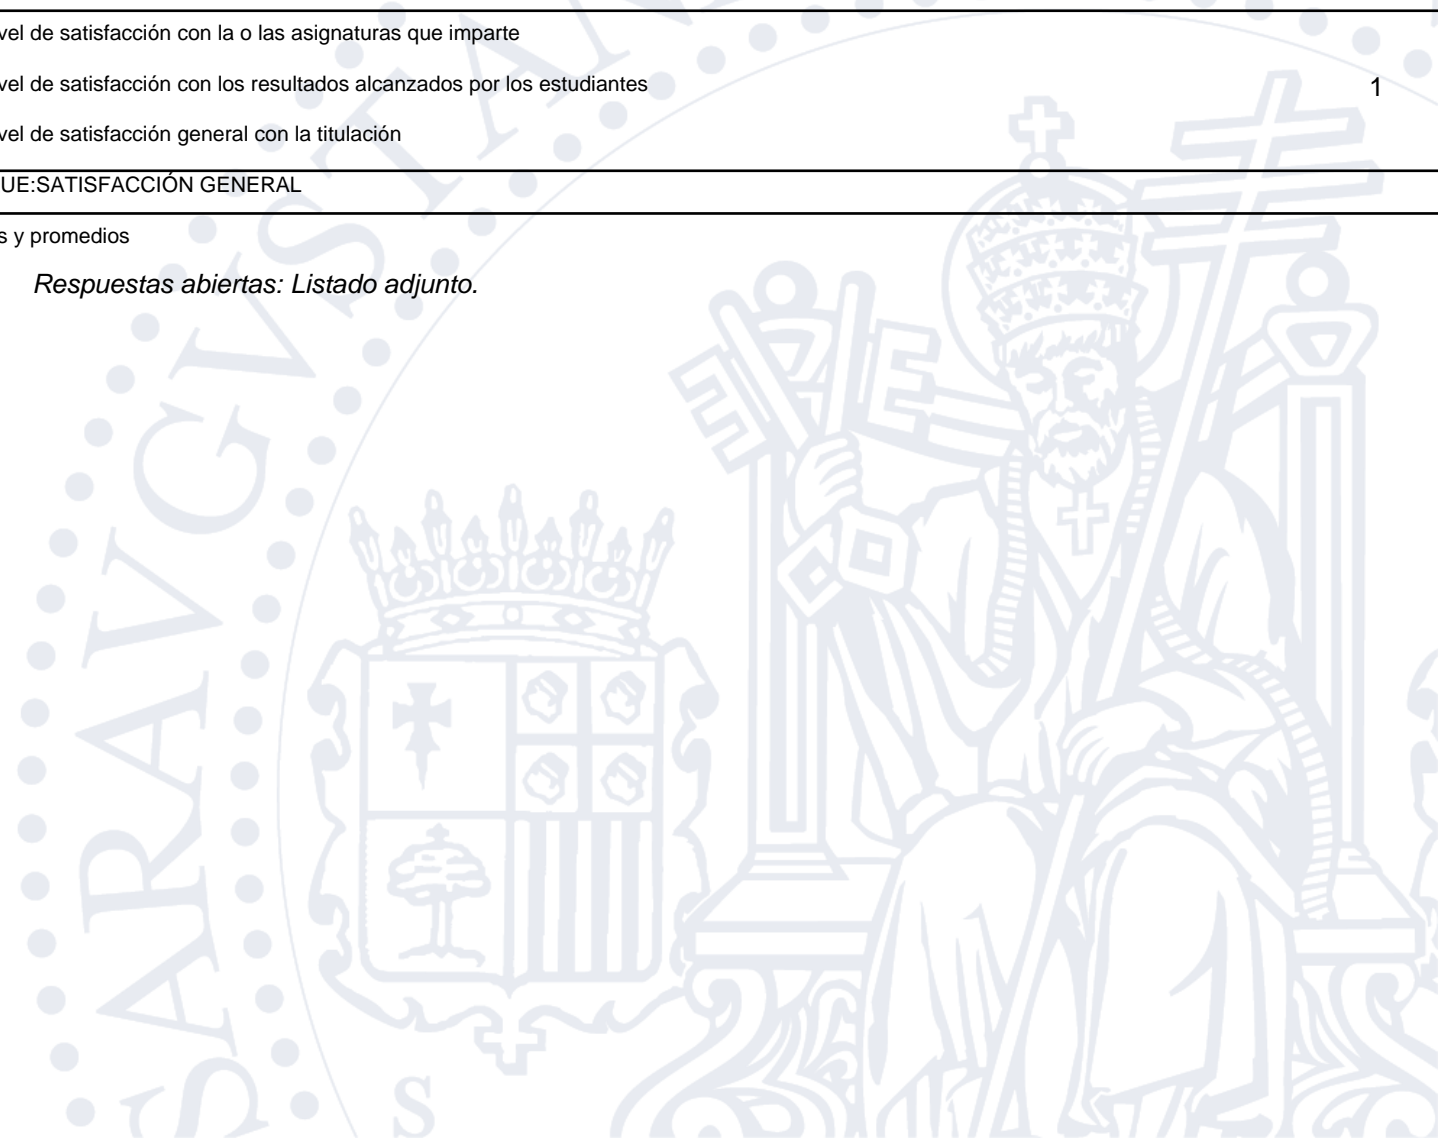 vel de satisfacción con la o las asignaturas que imparte
vel de satisfacción con los resultados alcanzados por los estudiantes 1
vel de satisfacción general con la titulación
UE:SATISFACCIÓN GENERAL
s y promedios
Respuestas abiertas: Listado adjunto.
SARAVGVSTAN
S